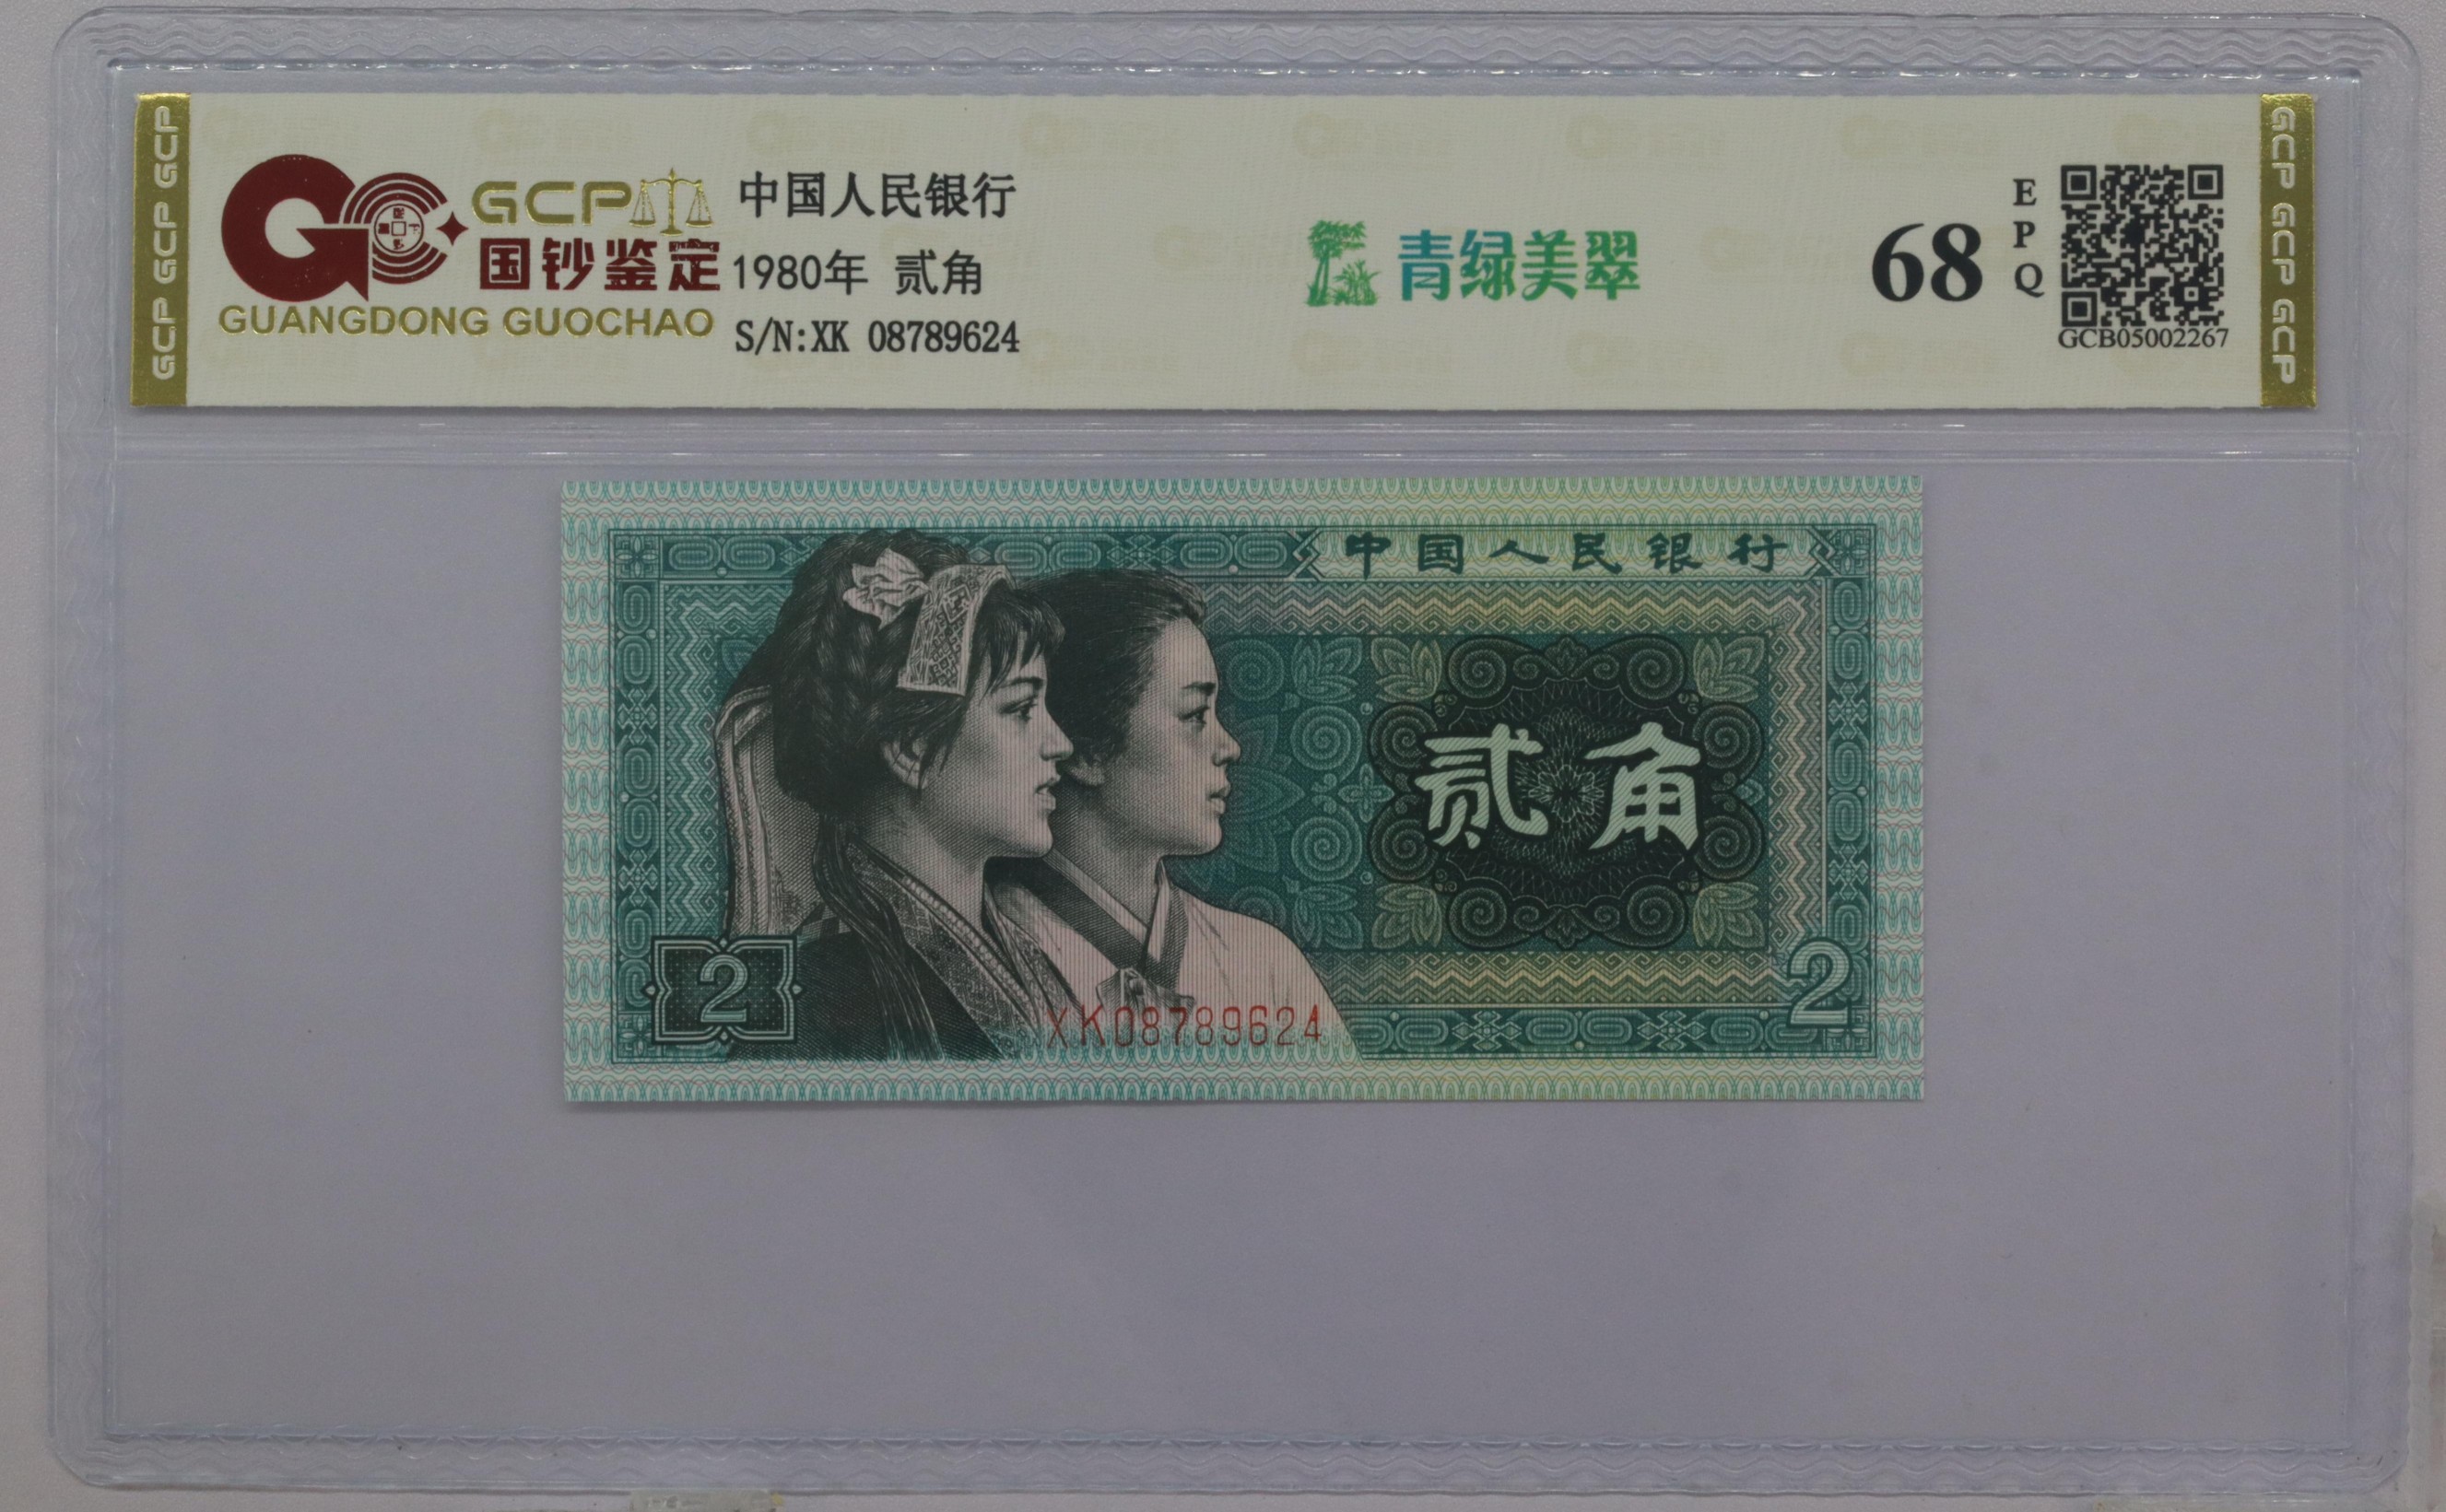 GCP GCP GCP
GCP
国钞鉴定
GUANGDONG GUOCHAO
中国人民银行
1980年 贰角
S/N:XK 08789624
青绿美翠
68
EPQ
GCB05002267
GCP GCP GCP
中国人民银行
贰角
2
XK08789624
2